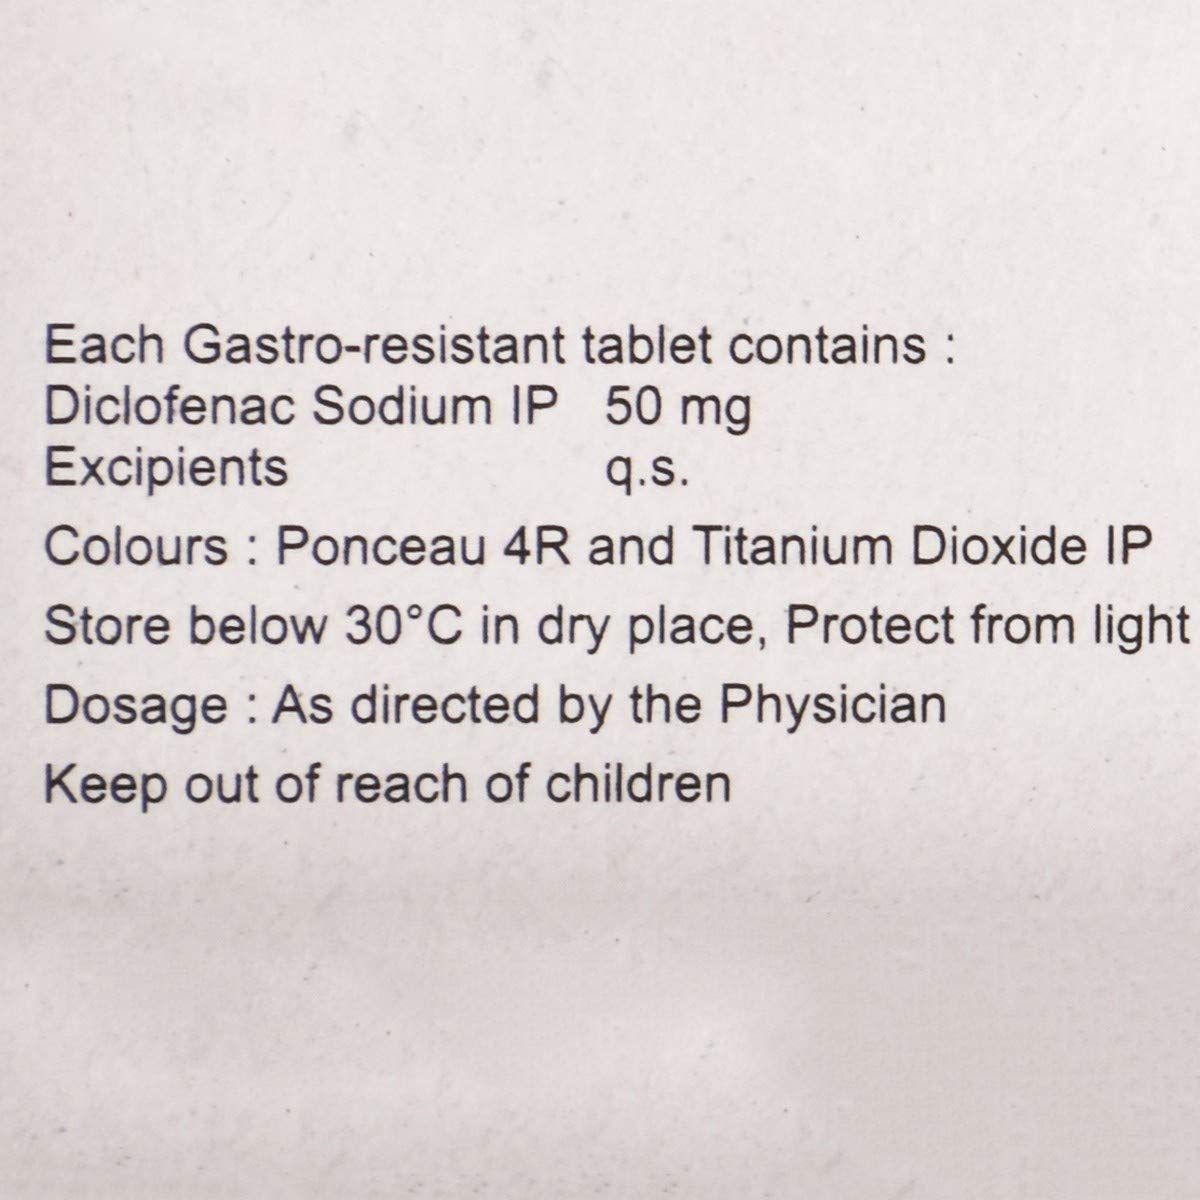 Each Gastro-resistant tablet contains :
Diclofenac Sodium IP 50 mg
Excipients q.s.
Colours : Ponceau 4R and Titanium Dioxide IP
Store below 30°C in dry place, Protect from light
Dosage : As directed by the Physician
Keep out of reach of children